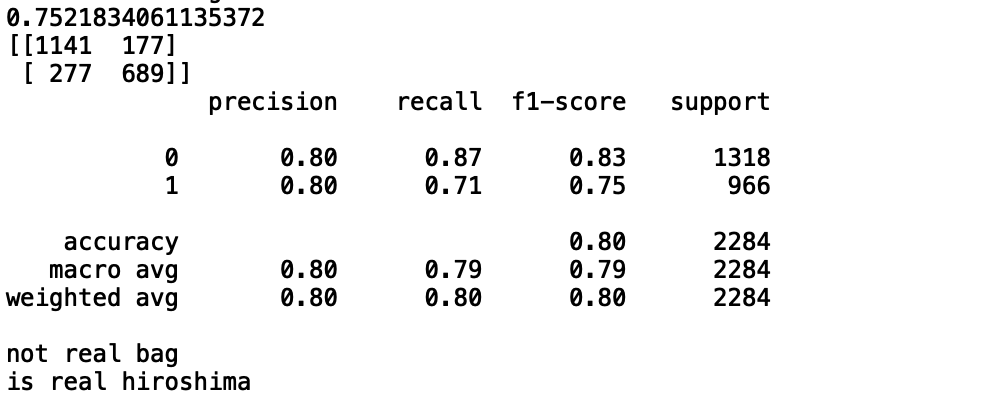 0.7521834061135372
[[1141  177]
 [ 277  689]]
              precision    recall  f1-score   support

           0       0.80      0.87      0.83      1318
           1       0.80      0.71      0.75       966

    accuracy                           0.80      2284
   macro avg       0.80      0.79      0.79      2284
weighted avg       0.80      0.80      0.80      2284

not real bag
is real hiroshima